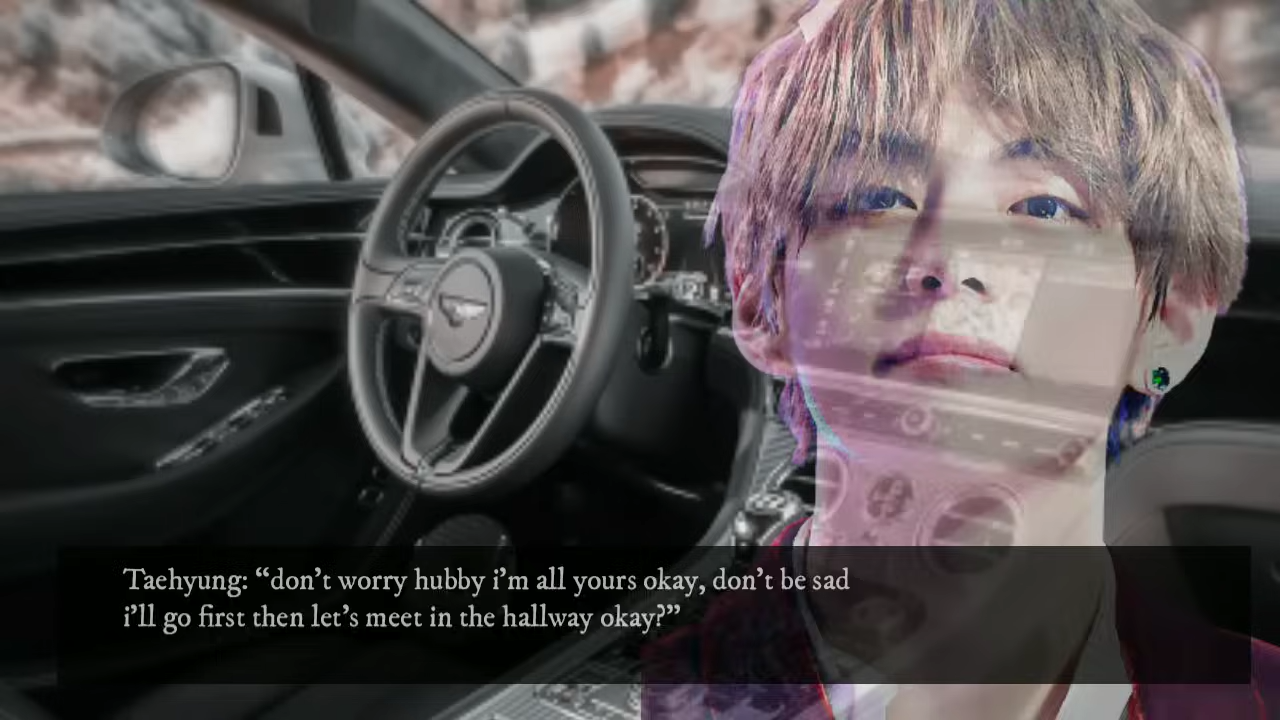 Taehyung: “don’t worry hubby i’m all yours okay, don’t be sad
i’ll go first then let’s meet in the hallway okay?”